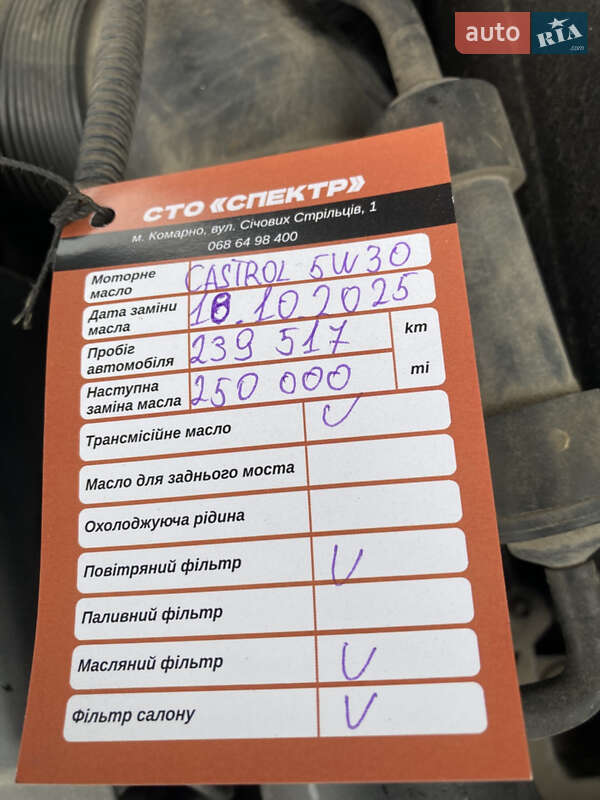 auto RIA .com
СТО «СПЕКТР»
м. Комарно, вул. Січових Стрільців, 1
068 64 98 400
Моторне масло CASTROL 5W30
Дата заміни масла 18.10.2025
Пробіг автомобіля 239 517 km
Наступна заміна масла 250 000 mi
Трансмісійне масло V
Масло для заднього моста
Охолоджуюча рідина
Повітряний фільтр V
Паливний фільтр
Масляний фільтр V
Фільтр салону V